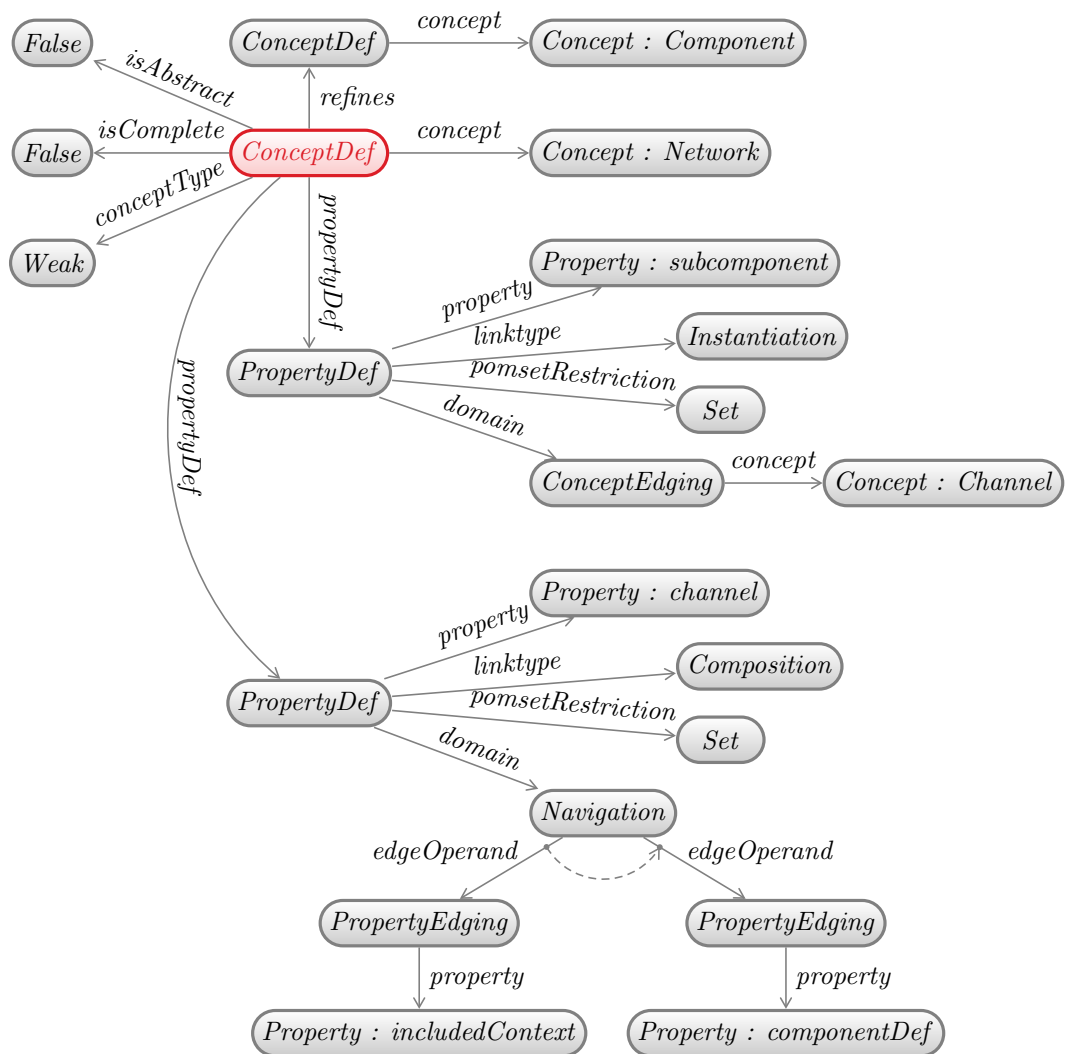 False
ConceptDef
concept
Concept : Component
isAbstract
refines
False
isComplete
ConceptDef
concept
Concept : Network
conceptType
Weak
propertyDef
propertyDef
Property : subcomponent
property
linktype
Instantiation
PropertyDef
pomsetRestriction
Set
domain
ConceptEdging
concept
Concept : Channel
Property : channel
property
linktype
Composition
PropertyDef
pomsetRestriction
Set
domain
Navigation
edgeOperand
edgeOperand
PropertyEdging
PropertyEdging
property
property
Property : includedContext
Property : componentDef